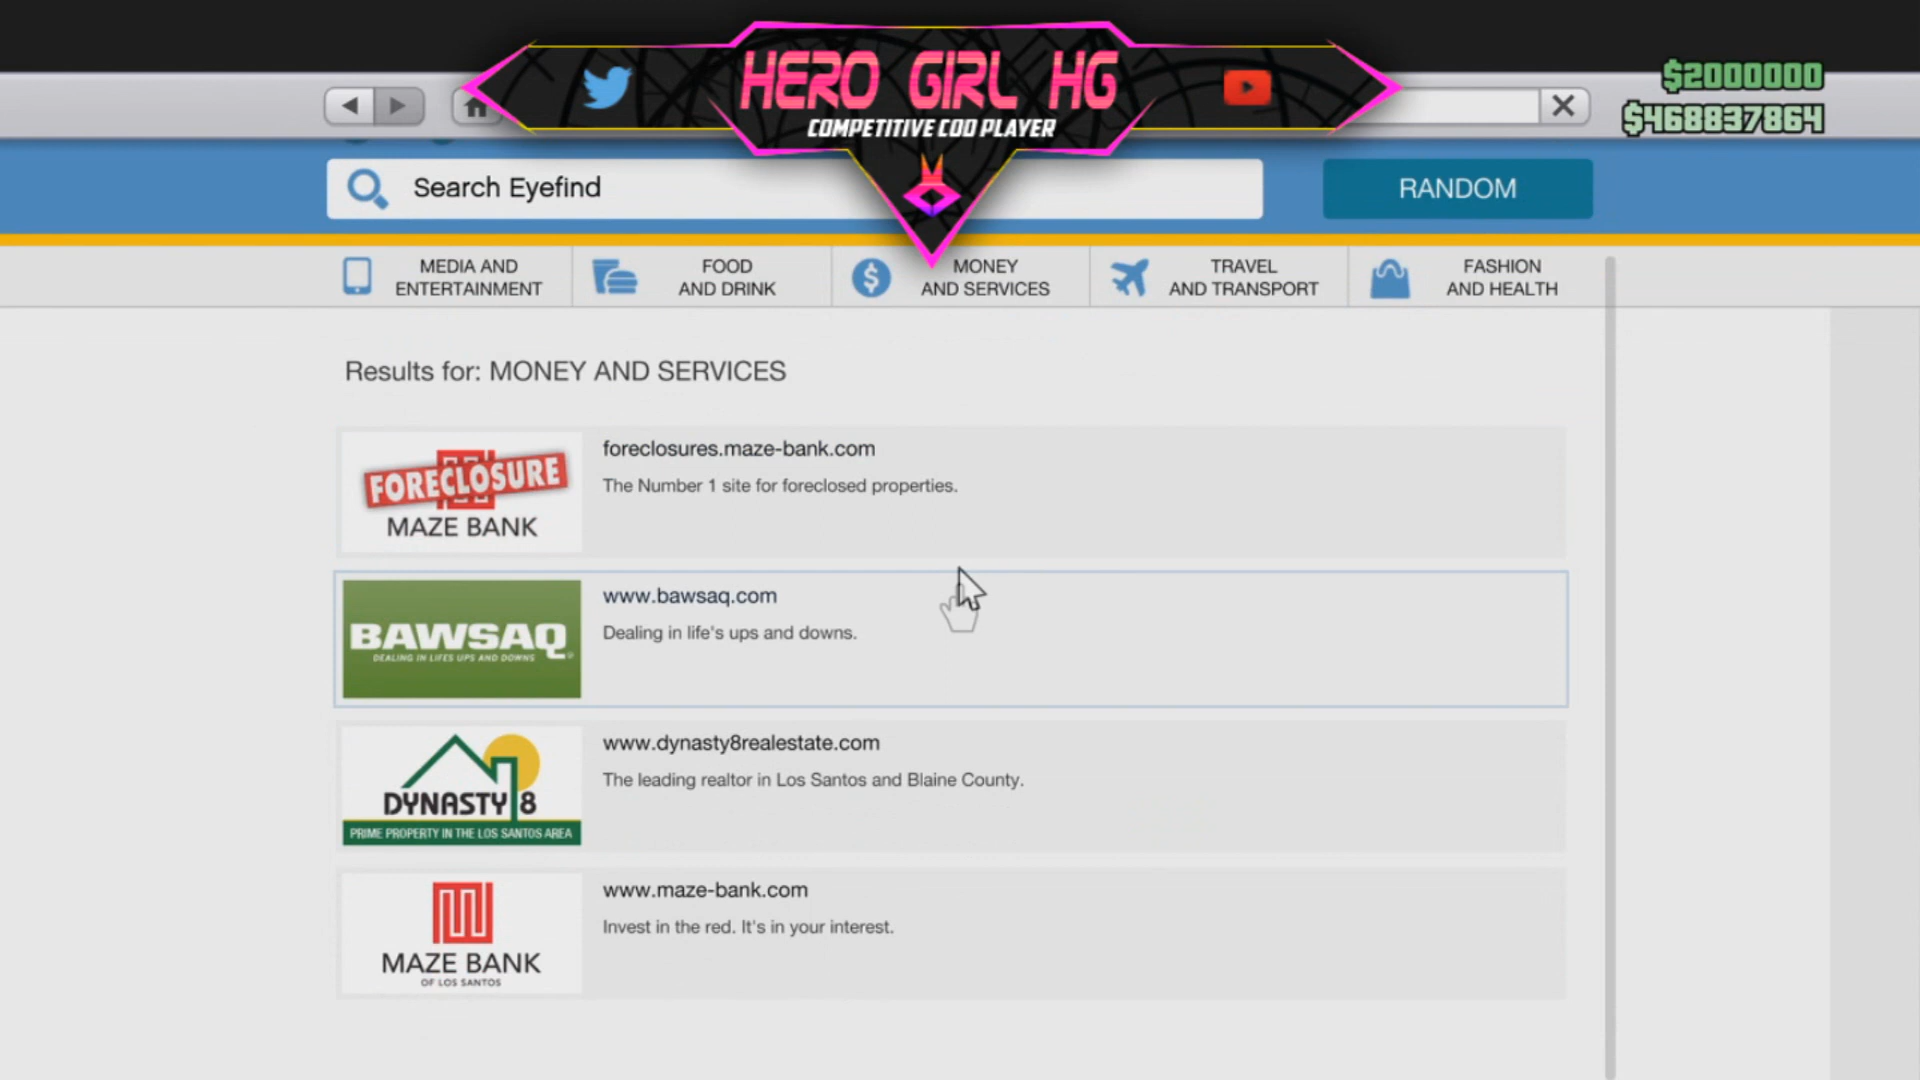 HERO GIRL HG
COMPETITIVE COD PLAYER
$2000000
$468837864
Search Eyefind
RANDOM
MEDIA AND
ENTERTAINMENT
FOOD
AND DRINK
MONEY
AND SERVICES
TRAVEL
AND TRANSPORT
FASHION
AND HEALTH
Results for: MONEY AND SERVICES
FORECLOSURE
MAZE BANK
foreclosures.maze-bank.com
The Number 1 site for foreclosed properties.
BAWSAQ
DEALING IN LIFES UPS AND DOWNS
www.bawsaq.com
Dealing in life's ups and downs.
DYNASTY 8
PRIME PROPERTY IN THE LOS SANTOS AREA
www.dynasty8realestate.com
The leading realtor in Los Santos and Blaine County.
MAZE BANK
OF LOS SANTOS
www.maze-bank.com
Invest in the red. It's in your interest.